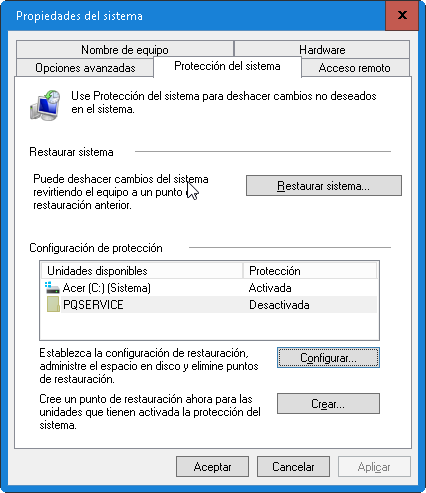 Propiedades del sistema
Nombre de equipo
Hardware
Opciones avanzadas
Protección del sistema
Acceso remoto
Use Protección del sistema para deshacer cambios no deseados
en el sistema.
Restaurar sistema
Puede deshacer cambios del sistema
revirtiendo el equipo a un punto
restauración anterior.
Restaurar sistema...
Configuración de protección
Unidades disponibles
Protección
Acer (C:) (Sistema)
Activada
PQSERVICE
Desactivada
Establezca la configuración de restauración,
administre el espacio en disco y elimine puntos
de restauración.
Configurar...
Cree un punto de restauración ahora para las
unidades que tienen activada la protección del
sistema.
Crear...
Aceptar
Cancelar
Aplicar